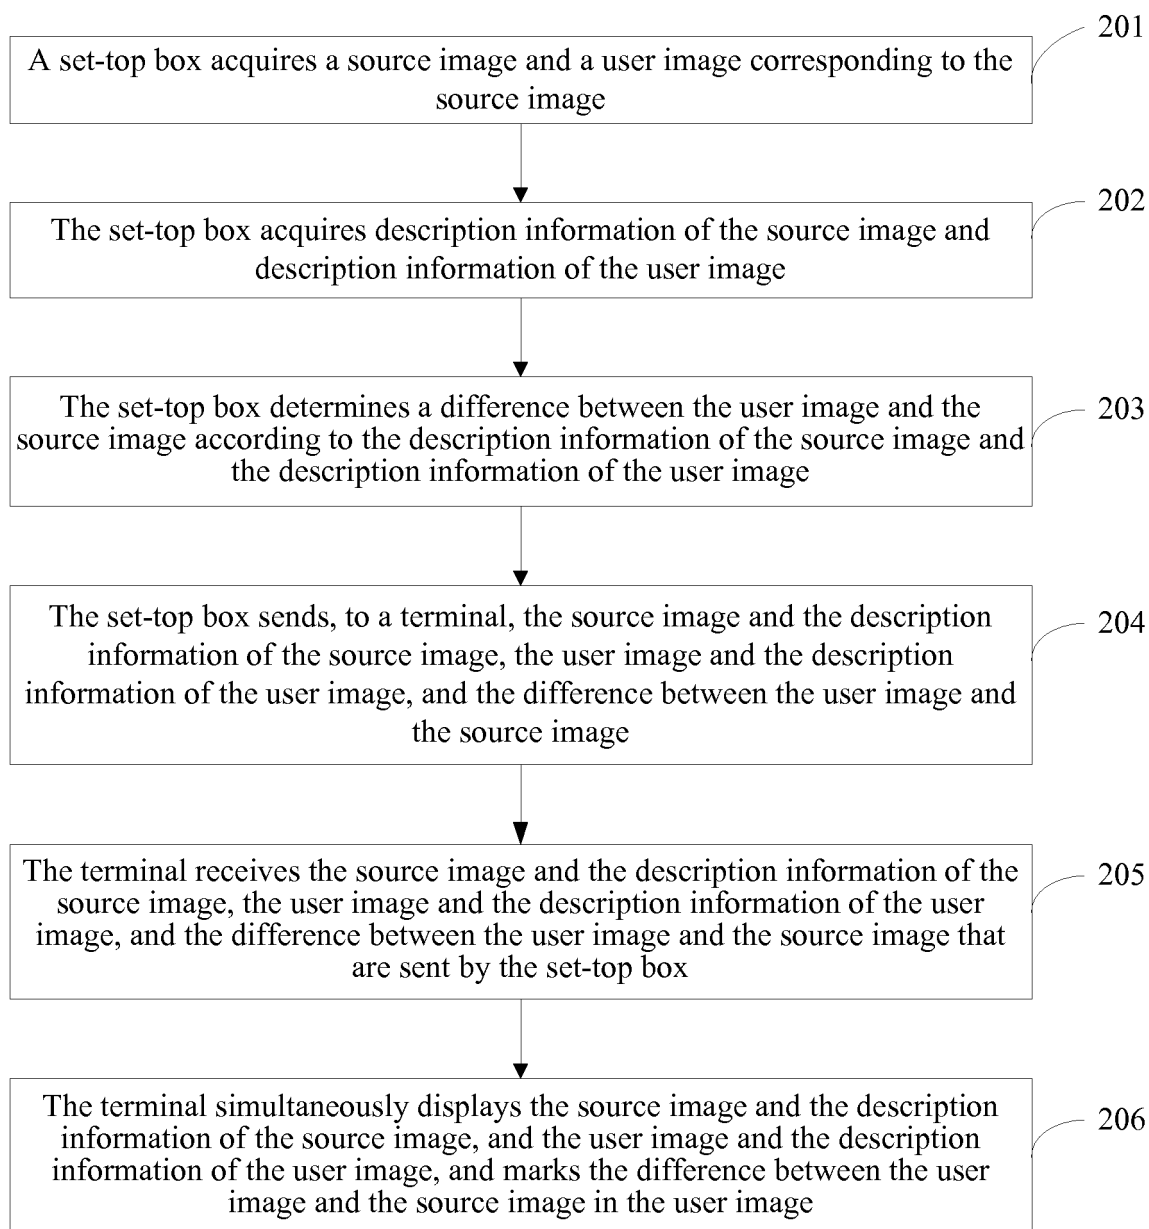 201
A set-top box acquires a source image and a user image corresponding to the
source image
202
The set-top box acquires description information of the source image and
description information of the user image
203
The set-top box determines a difference between the user image and the
source image according to the description information of the source image and
the description information of the user image
204
The set-top box sends, to a terminal, the source image and the description
information of the source image, the user image and the description
information of the user image, and the difference between the user image and
the source image
205
The terminal receives the source image and the description information of the
source image, the user image and the description information of the user
image, and the difference between the user image and the source image that
are sent by the set-top box
206
The terminal simultaneously displays the source image and the description
information of the source image, and the user image and the description
information of the user image, and marks the difference between the user
image and the source image in the user image